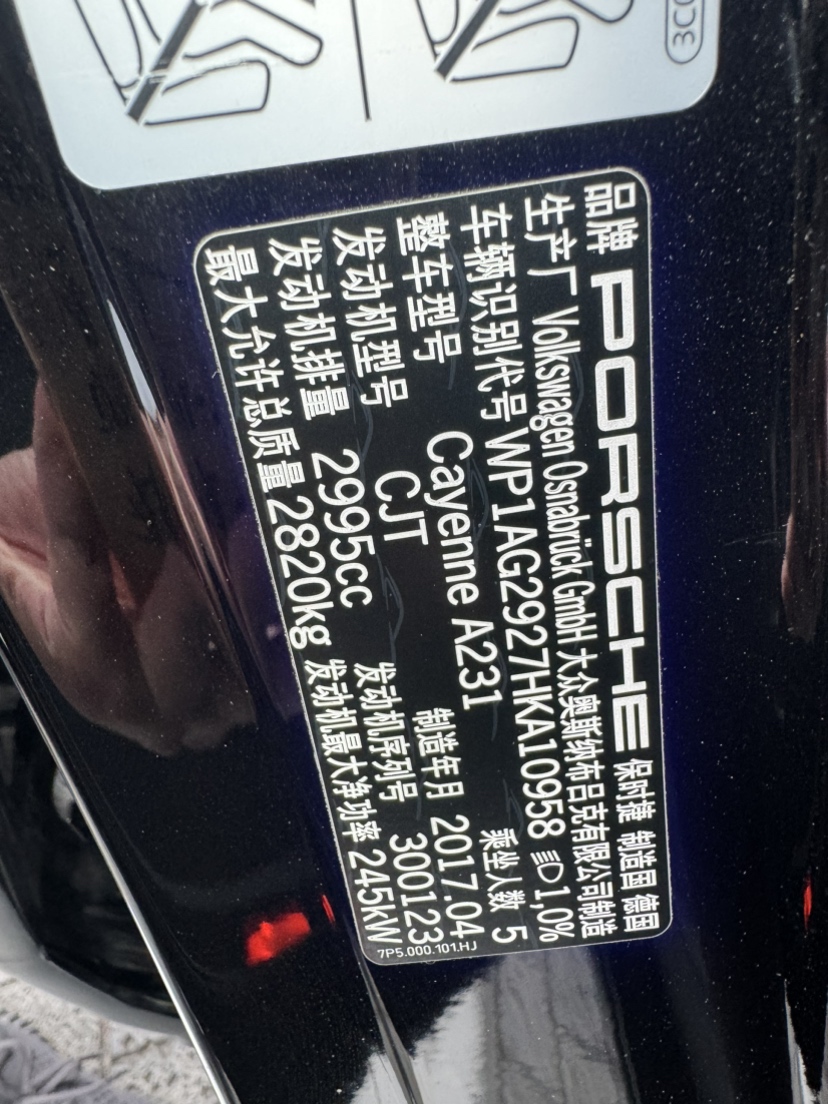 3CC
品牌 PORSCHE 保时捷 制造国 德国
生产厂 Volkswagen Osnabrück GmbH 大众奥斯纳布吕克有限公司制造
车辆识别代号 WP1AG2927HKA10958 1,0%
整车型号 Cayenne A231 乘坐人数 5
发动机型号 CJT 制造年月 2017.04
发动机排量 2995cc 发动机序列号 300123
最大允许总质量 2820kg 发动机最大净功率 245kW
7P5.000.101.HJ